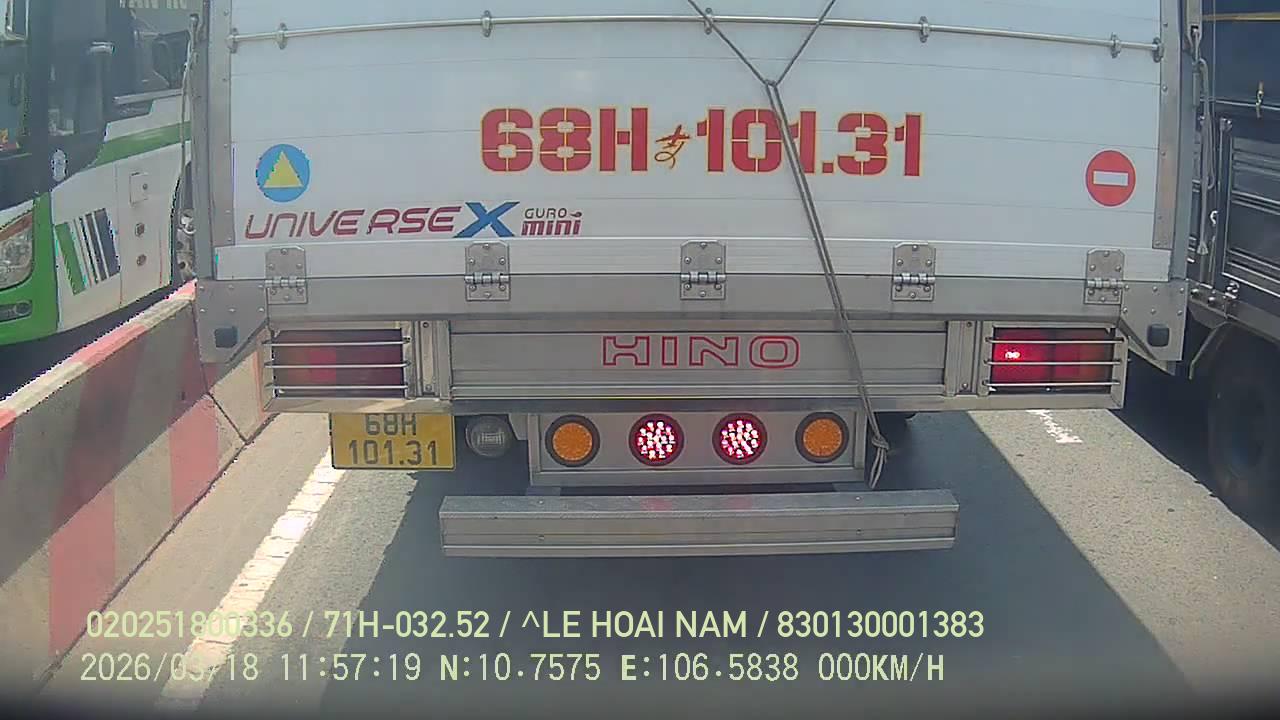 68H 101.31
UNIVERSE X GURO mini
HINO
68H
101.31
020251800336 / 71H-032.52 / ^LE HOAI NAM / 830130001383
2026/03/18 11:57:19 N:10.7575 E:106.5838 000KM/H